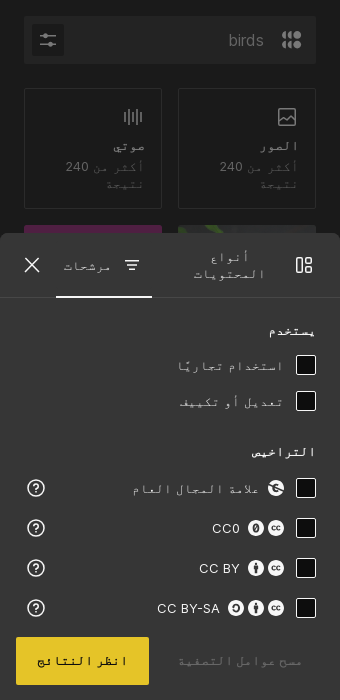 birds
الصور
أكثر من 240
نتيجة
صوتي
أكثر من 240
نتيجة
أنواع
المحتويات
مرشحات
يستخدم
استخدام تجاريًا
تعديل أو تكييف
التراخيص
علامة المجال العام
CC0
CC BY
CC BY-SA
مسح عوامل التصفية
انظر النتائج